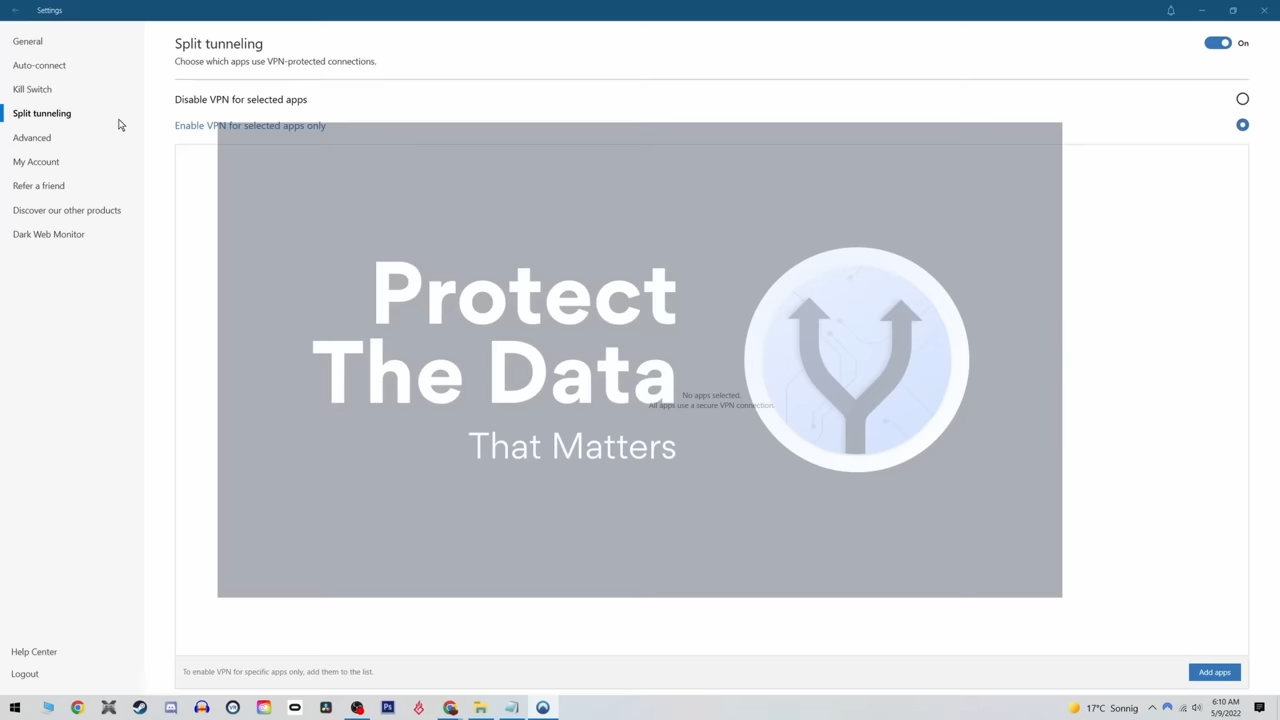 Settings
General
Auto-connect
Kill Switch
Split tunneling
Advanced
My Account
Refer a friend
Discover our other products
Dark Web Monitor
Help Center
Logout
Split tunneling
On
Choose which apps use VPN-protected connections.
Disable VPN for selected apps
Enable VPN for selected apps only
Protect
The Data
That Matters
No apps selected.
All apps use a secure VPN connection.
To enable VPN for specific apps only, add them to the list.
Add apps
17°C Sonnig
6:10 AM
5/9/2022
Ps